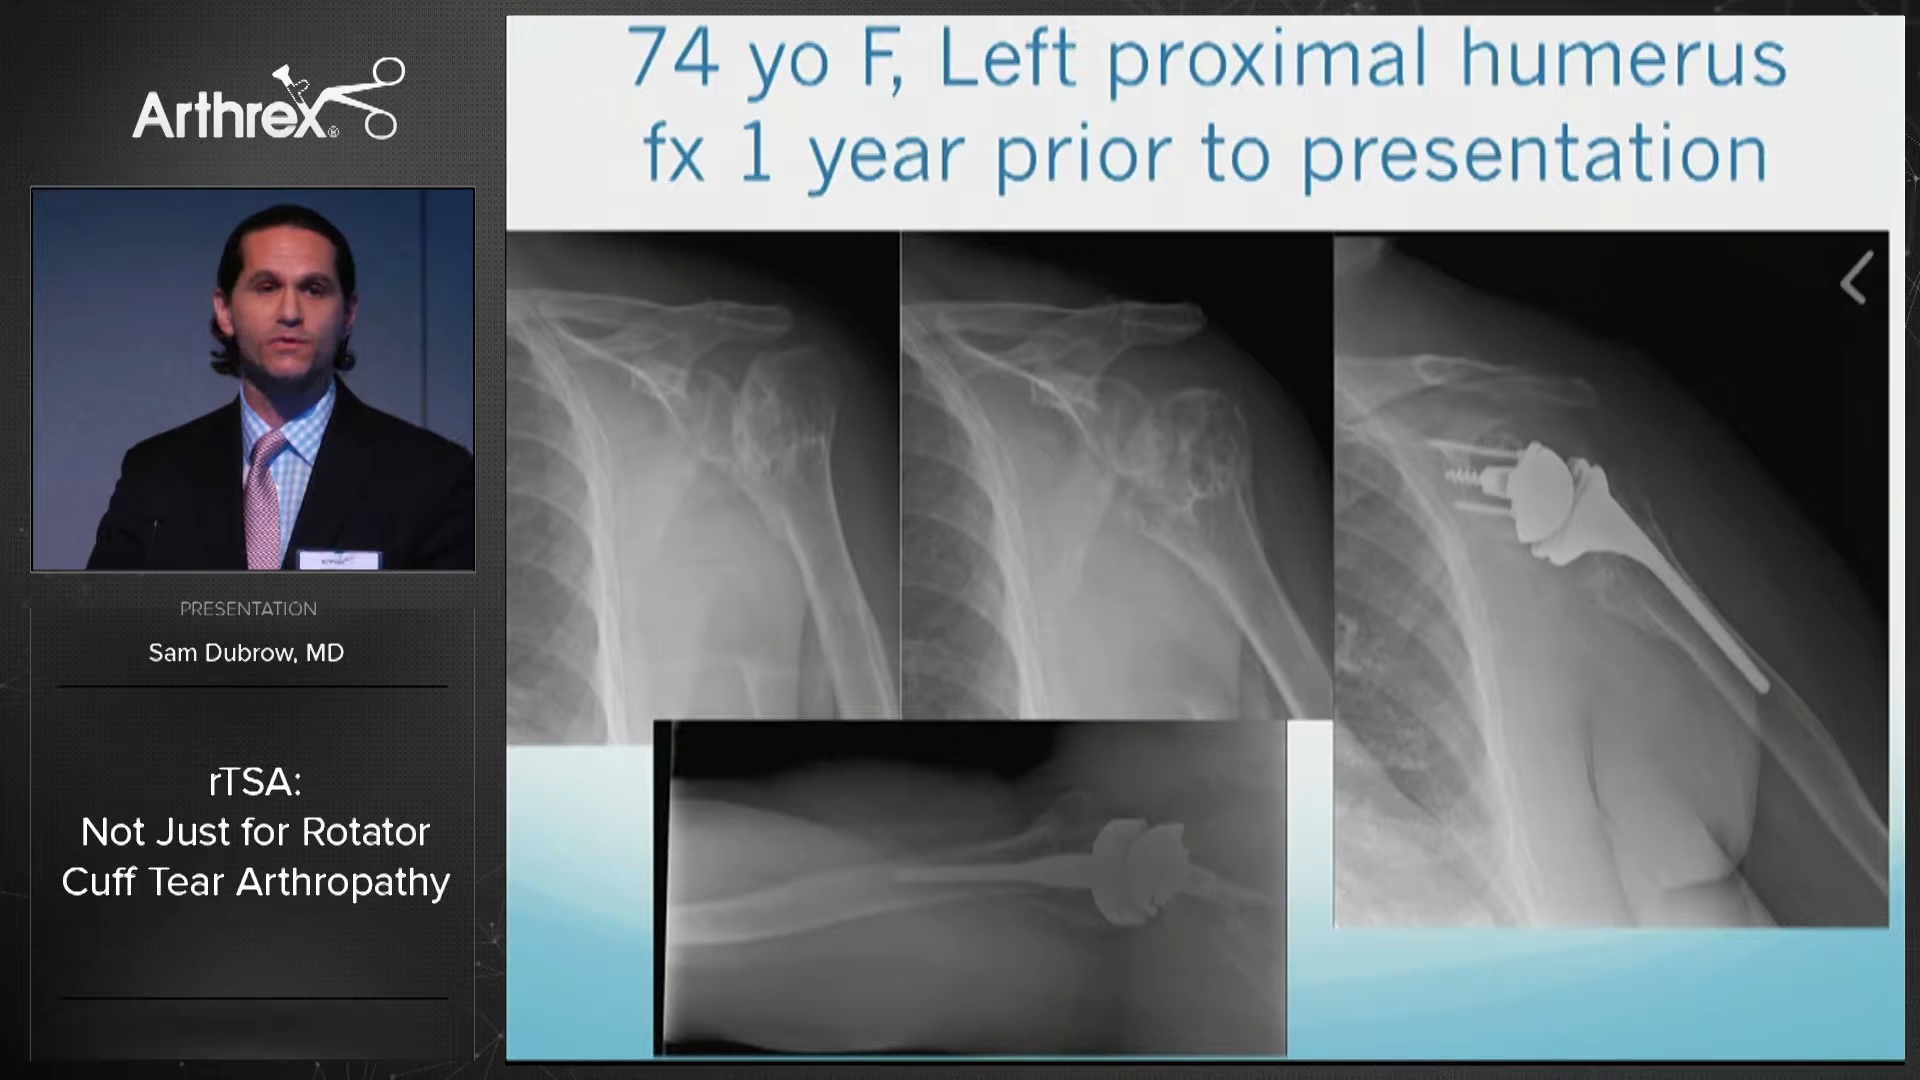 Arthrex®
74 yo F, Left proximal humerus
fx 1 year prior to presentation
PRESENTATION
Sam Dubrow, MD
rTSA:
Not Just for Rotator
Cuff Tear Arthropathy